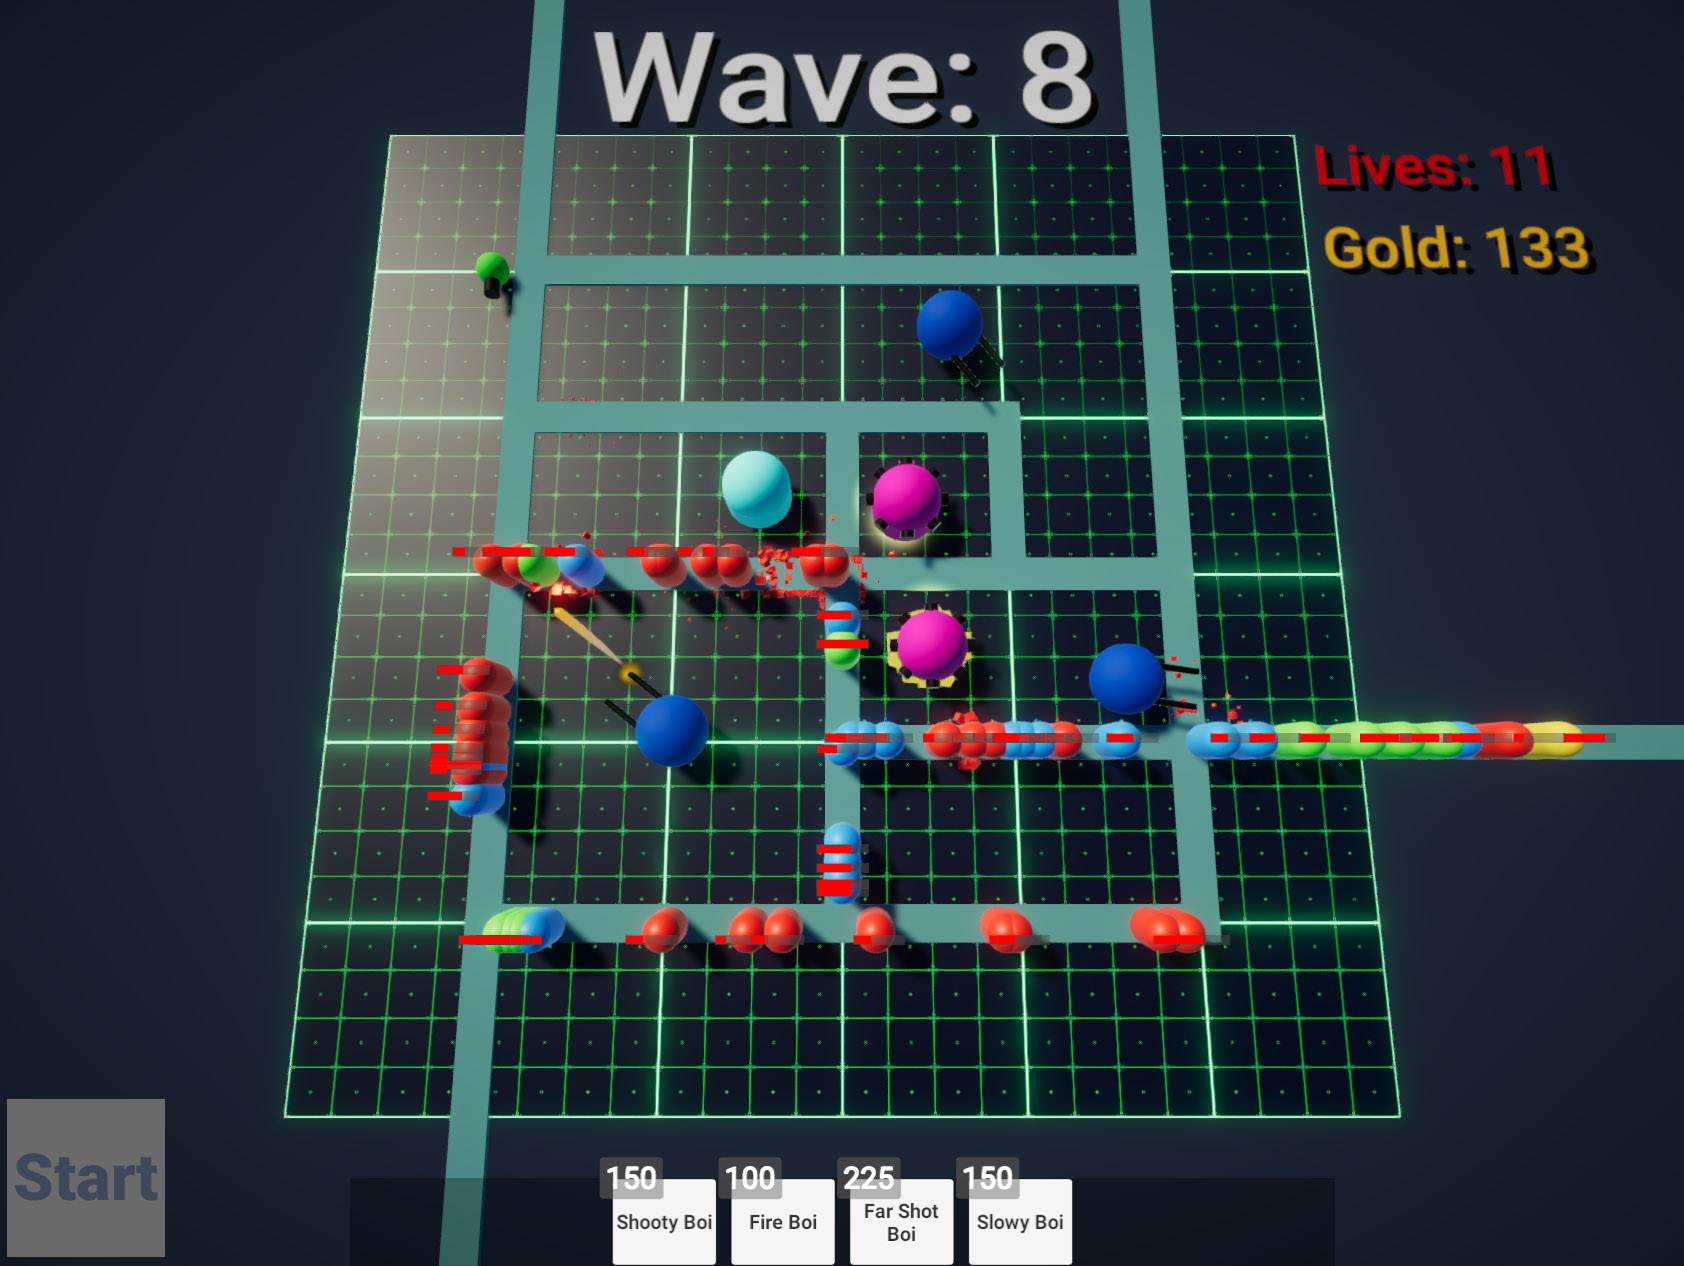 Wave: 8
Lives: 11
Gold: 133
Start
150
Shooty Boi
100
Fire Boi
225
Far Shot
Boi
150
Slowy Boi